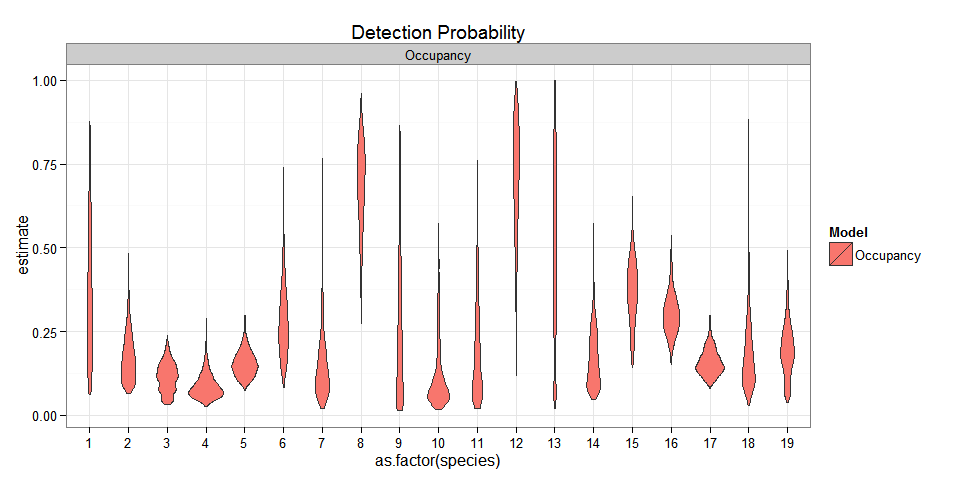 Detection Probability
Occupancy
1.00
0.75
0.50
0.25
0.00
estimate
1 2 3 4 5 6 7 8 9 10 11 12 13 14 15 16 17 18 19
as.factor(species)
Model
Occupancy